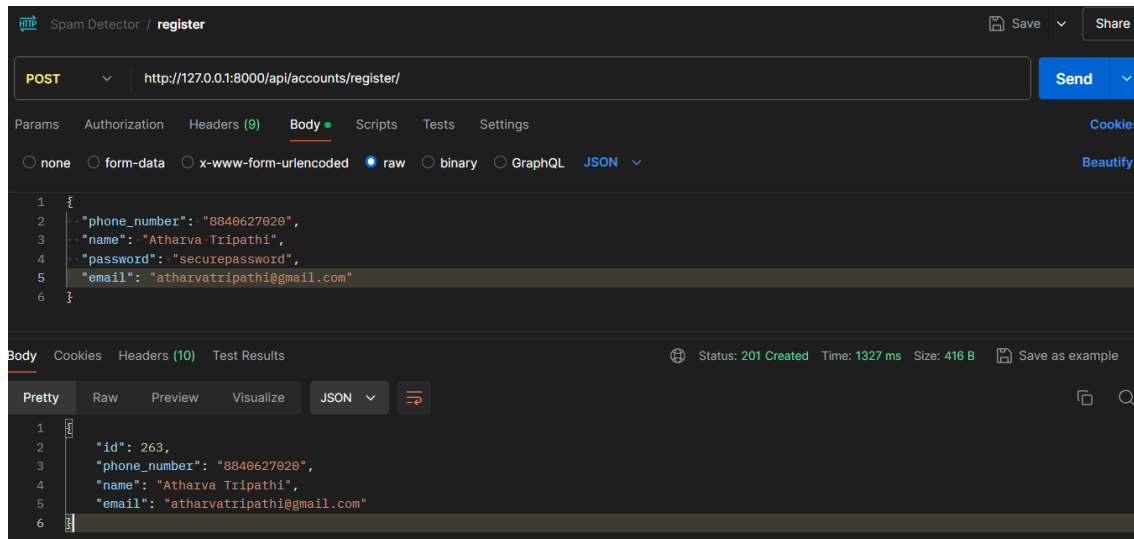 HTTP Spam Detector / register Save Share
POST http://127.0.0.1:8000/api/accounts/register/ Send
Params Authorization Headers (9) Body Scripts Tests Settings Cookies
none form-data x-www-form-urlencoded raw binary GraphQL JSON Beautify
1 {
2 "phone_number": "8840627020",
3 "name": "Atharva Tripathi",
4 "password": "securepassword",
5 "email": "atharvatripathi@gmail.com"
6 }
Body Cookies Headers (10) Test Results Status: 201 Created Time: 1327 ms Size: 416 B Save as example
Pretty Raw Preview Visualize JSON
1 {
2 "id": 263,
3 "phone_number": "8840627020",
4 "name": "Atharva Tripathi",
5 "email": "atharvatripathi@gmail.com"
6 }